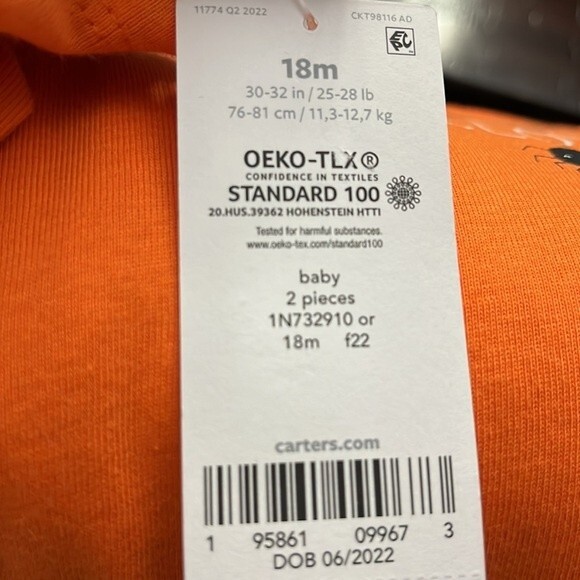 11774 Q2 2022
CKT98116 AD
EPC
18m
30-32 in / 25-28 lb
76-81 cm / 11,3-12,7 kg
OEKO-TEX®
CONFIDENCE IN TEXTILES
STANDARD 100
20.HUS.39362 HOHENSTEIN HTTI
Tested for harmful substances.
www.oeko-tex.com/standard100
baby
2 pieces
1N732910 or
18m f22
carters.com
1 95861 09967 3
DOB 06/2022